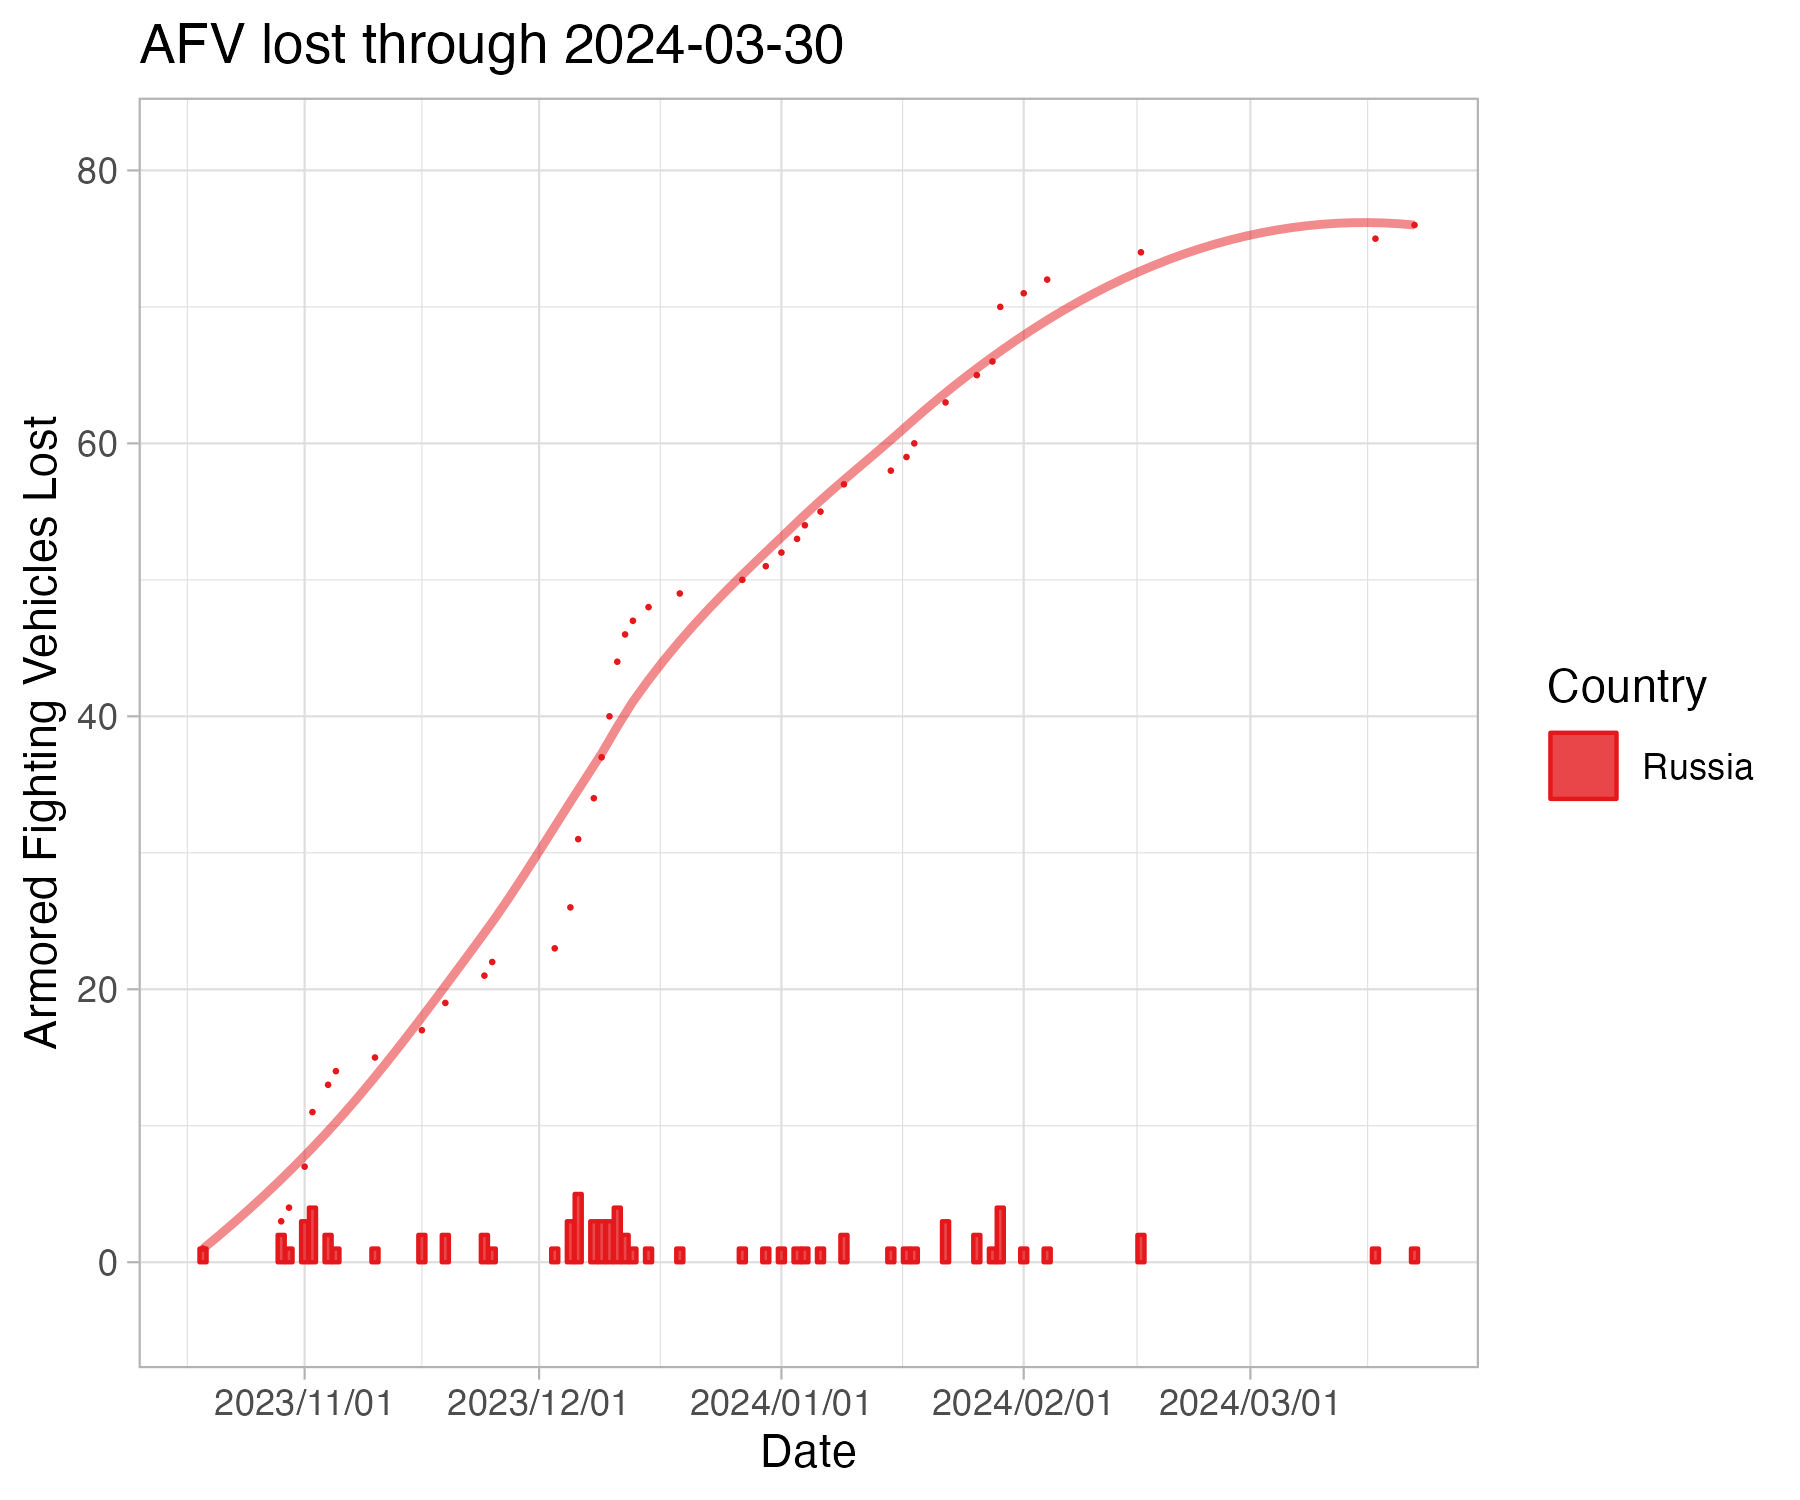 AFV lost through 2024-03-30
Armored Fighting Vehicles Lost
80
60
40
20
0
2023/11/01
2023/12/01
2024/01/01
2024/02/01
2024/03/01
Date
Country
Russia